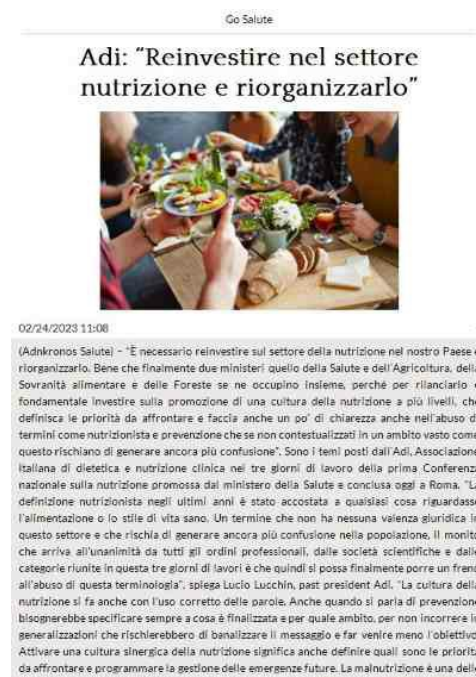 Go Salute
Adi: “Reinvestire nel settore
nutrizione e riorganizzarlo”
02/24/2023 11:08
(Adnkronos Salute) – “È necessario reinvestire sul settore della nutrizione nel nostro Paese e
riorganizzarlo. Bene che finalmente due ministeri quello della Salute e dell’Agricoltura, della
Sovranità alimentare e delle Foreste se ne occupino insieme, perché per rilanciarlo è
fondamentale investire sulla promozione di una cultura della nutrizione a più livelli, che
definisca le priorità da affrontare e faccia anche un po’ di chiarezza anche nell’abuso di
termini come nutrizionista e prevenzione che se non contestualizzati in un ambito vasto come
questo rischiano di generare ancora più confusione”. Sono i temi posti dall’Adi, Associazione
italiana di dietetica e nutrizione clinica nei tre giorni di lavoro della prima Conferenza
nazionale sulla nutrizione promossa dal ministero della Salute e conclusa oggi a Roma. “La
definizione nutrizionista negli ultimi anni è stato accostata a qualsiasi cosa riguardasse
l’alimentazione o lo stile di vita sano. Un termine che non ha nessuna valenza giuridica in
questo settore e che rischia di generare ancora più confusione nella popolazione, Il monito
che arriva all’unanimità da tutti gli ordini professionali, dalle società scientifiche e dalle
categorie riunite in questa tre giorni di lavori è che quindi si possa finalmente porre un freno
all’abuso di questa terminologia”, spiega Lucio Lucchin, past president Adi. “La cultura della
nutrizione si fa anche con l’uso corretto delle parole. Anche quando si parla di prevenzione
bisognerebbe specificare sempre a cosa è finalizzata e per quale ambito, per non incorrere in
generalizzazioni che rischierebbero di banalizzare il messaggio e far venire meno l’obiettivo.
Attivare una cultura sinergica della nutrizione significa anche definire quali sono le priorità
da affrontare e programmare la gestione delle emergenze future. La malnutrizione è una delle